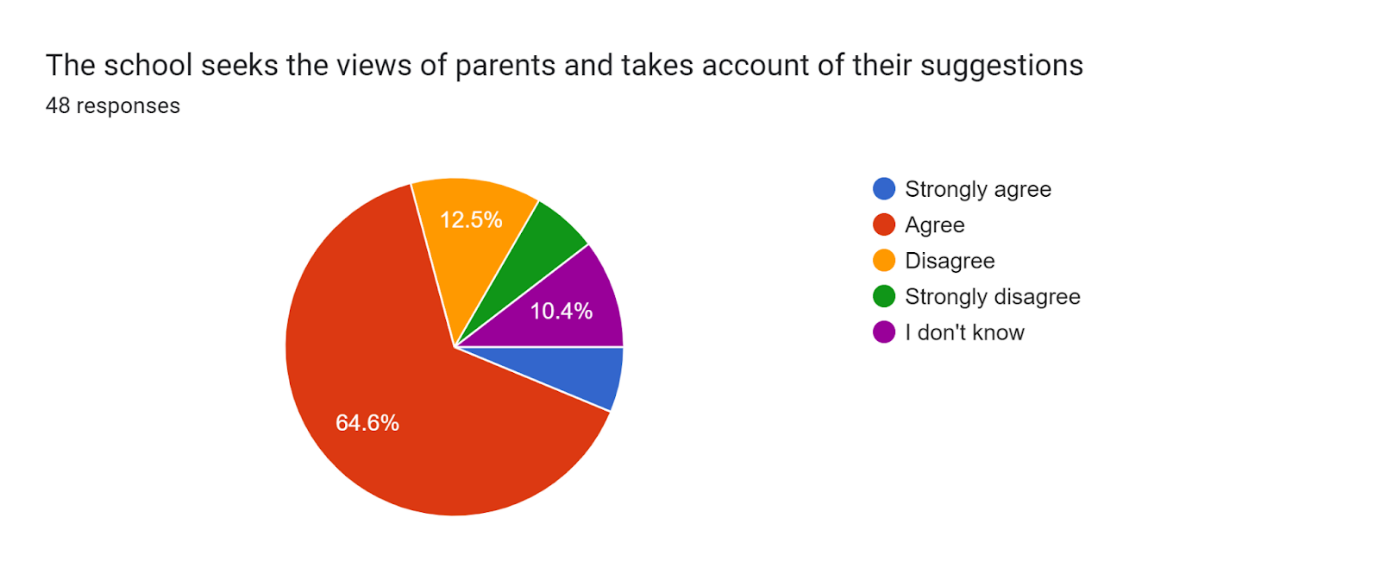 The school seeks the views of parents and takes account of their suggestions
48 responses
12.5%
10.4%
64.6%
Strongly agree
Agree
Disagree
Strongly disagree
I don't know